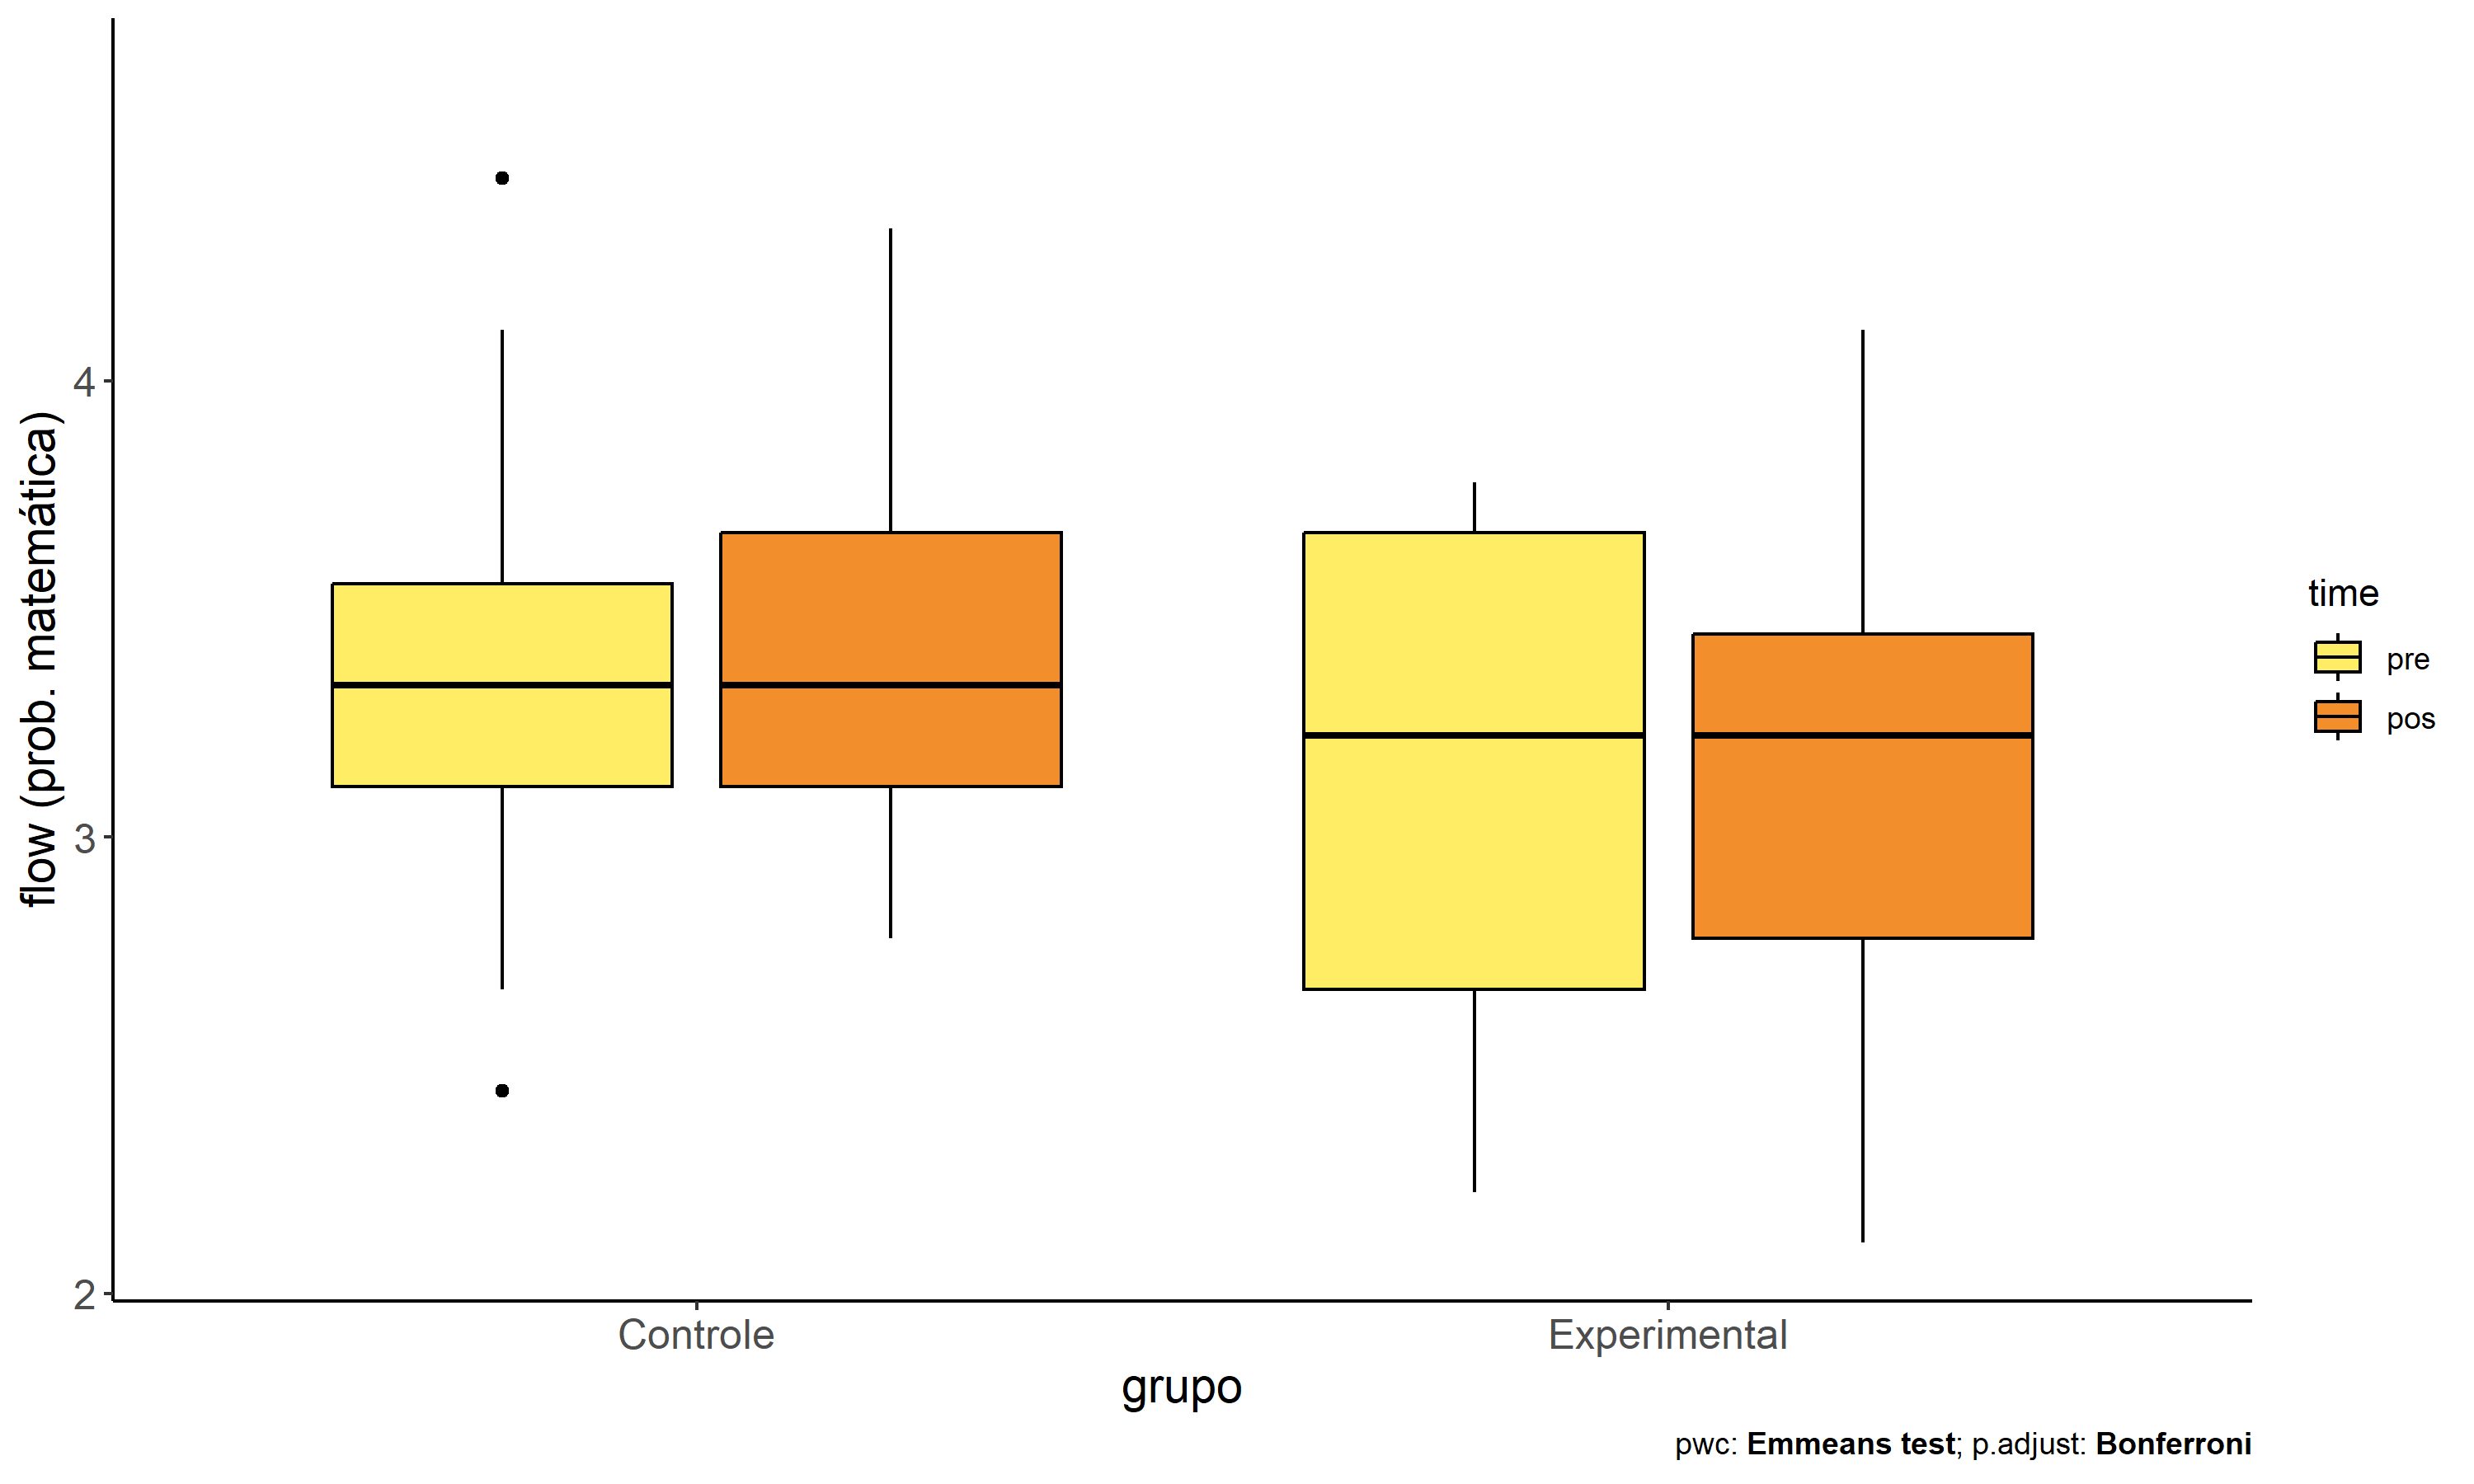 flow (prob. matemática)
4
3
2
Controle
Experimental
grupo
time
pre
pos
pwc: Emmeans test; p.adjust: Bonferroni